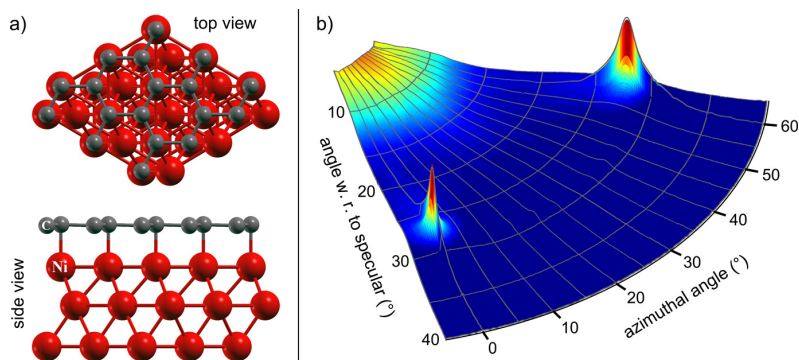 a)
top view
side view
C
Ni
b)
angle w. r. to specular (°)
10
20
30
40
azimuthal angle (°)
0
10
20
30
40
50
60